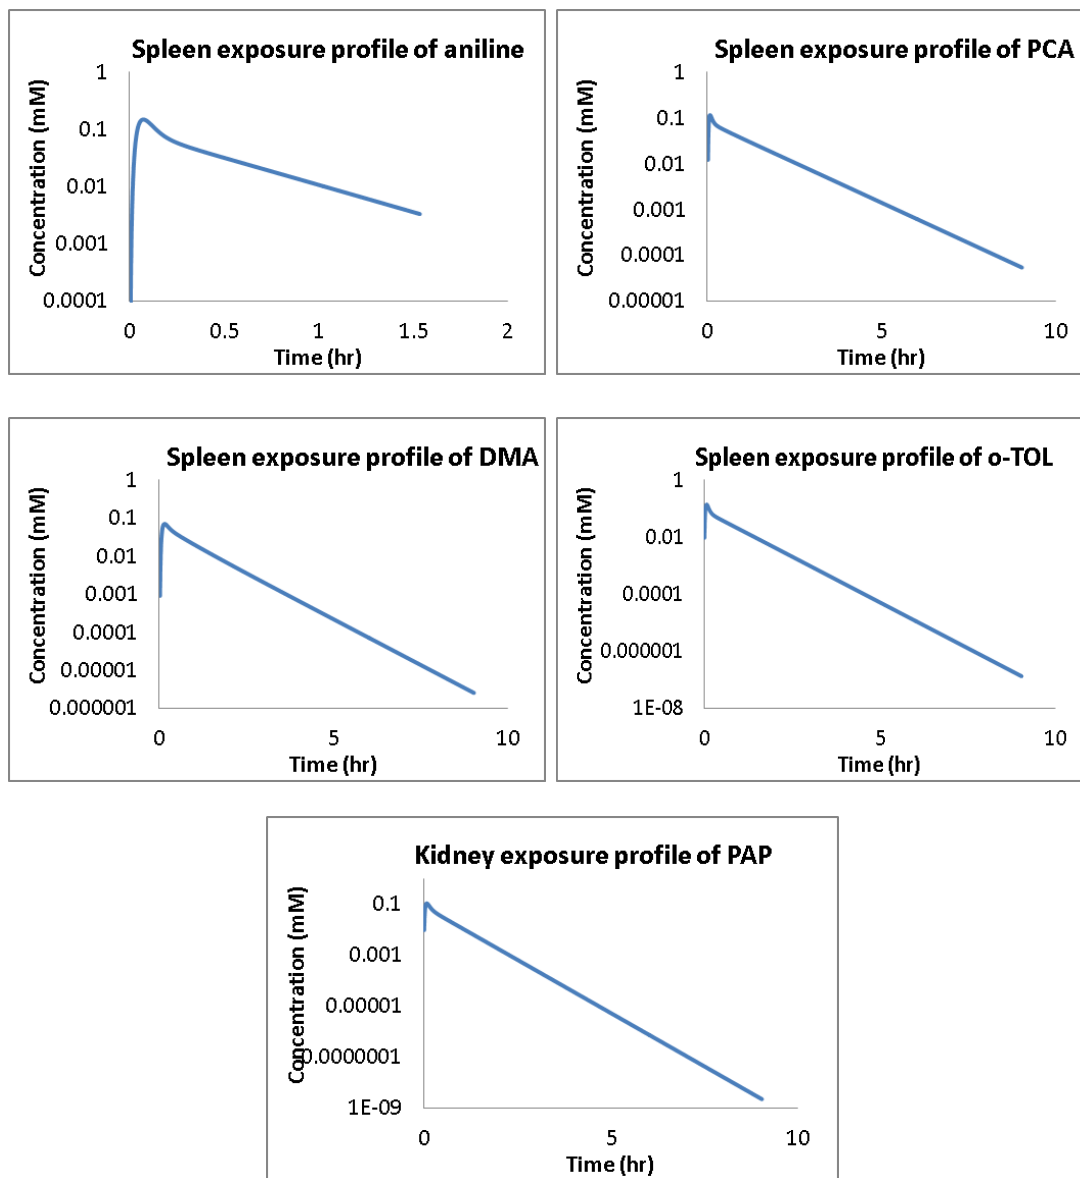 Spleen exposure profile of aniline
Concentration (mM)
1
0.1
0.01
0.001
0.0001
0 0.5 1 1.5 2
Time (hr)
Spleen exposure profile of PCA
Concentration (mM)
1
0.1
0.01
0.001
0.0001
0.00001
0 5 10
Time (hr)
Spleen exposure profile of DMA
Concentration (mM)
1
0.1
0.01
0.001
0.0001
0.00001
0.000001
0 5 10
Time (hr)
Spleen exposure profile of o-TOL
Concentration (mM)
1
0.01
0.0001
0.000001
1E-08
0 5 10
Time (hr)
Kidney exposure profile of PAP
Concentration (mM)
0.1
0.001
0.00001
0.0000001
1E-09
0 5 10
Time (hr)